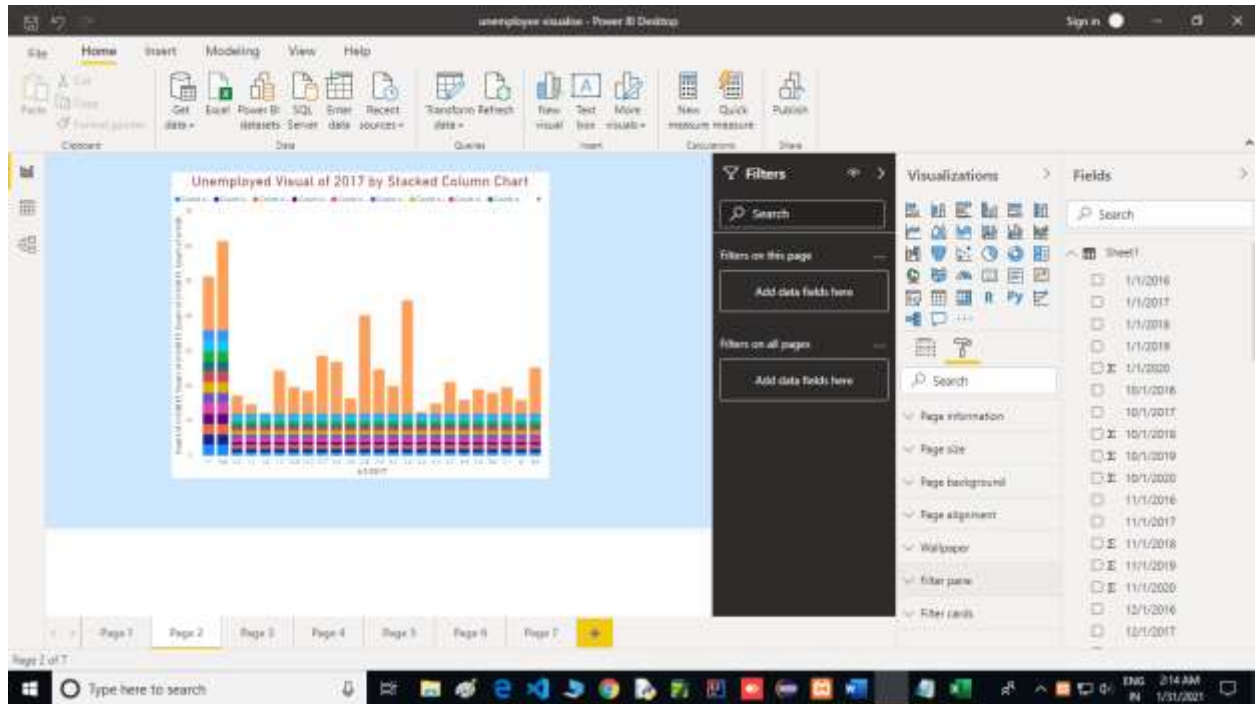 unemployee visualise - Power BI Desktop
Sign in
File Home Insert Modeling View Help
Paste
Cut
Copy
Format painter
Get data
Excel
Power BI datasets
SQL Server
Enter data
Recent sources
Transform data
Refresh
New visual
Text box
More visuals
New measure
Quick measure
Publish
Clipboard
Data
Queries
Insert
Calculations
Share
Unemployed Visual of 2017 by Stacked Column Chart
Filters
Search
Filters on this page
Add data fields here
Filters on all pages
Add data fields here
Visualizations
R Py
Search
Page information
Page size
Page background
Page alignment
Wallpaper
Filter pane
Filter cards
Fields
Search
Sheet1
1/1/2016
1/1/2017
1/1/2018
1/1/2019
Σ 1/1/2020
10/1/2016
10/1/2017
Σ 10/1/2018
Σ 10/1/2019
Σ 10/1/2020
11/1/2016
11/1/2017
Σ 11/1/2018
Σ 11/1/2019
Σ 11/1/2020
12/1/2016
12/1/2017
Page 1 Page 2 Page 3 Page 4 Page 5 Page 6 Page 7
Page 2 of 7
Type here to search
ENG 2:14 AM
IN 1/31/2021